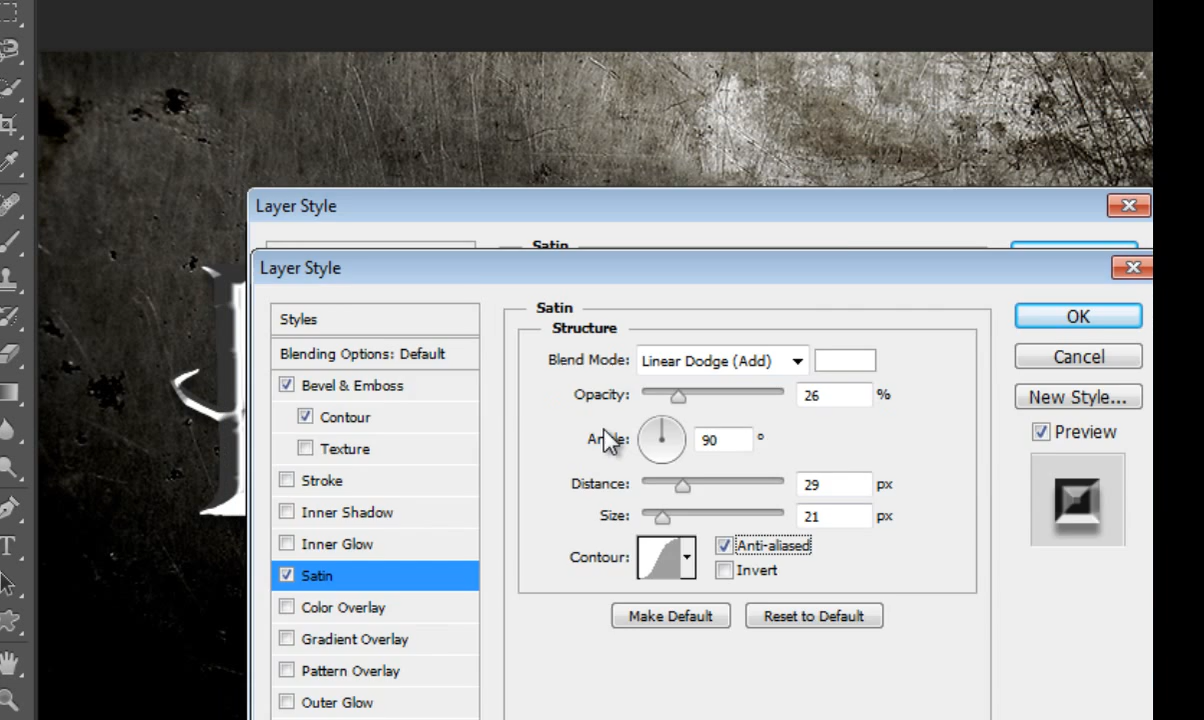 Layer Style
Satin
Layer Style
Styles
Blending Options: Default
Bevel & Emboss
Contour
Texture
Stroke
Inner Shadow
Inner Glow
Satin
Color Overlay
Gradient Overlay
Pattern Overlay
Outer Glow
Satin
Structure
Blend Mode: Linear Dodge (Add)
Opacity: 26 %
90 °
Distance: 29 px
Size: 21 px
Contour: Anti-aliased
Invert
Make Default Reset to Default
OK
Cancel
New Style...
Preview